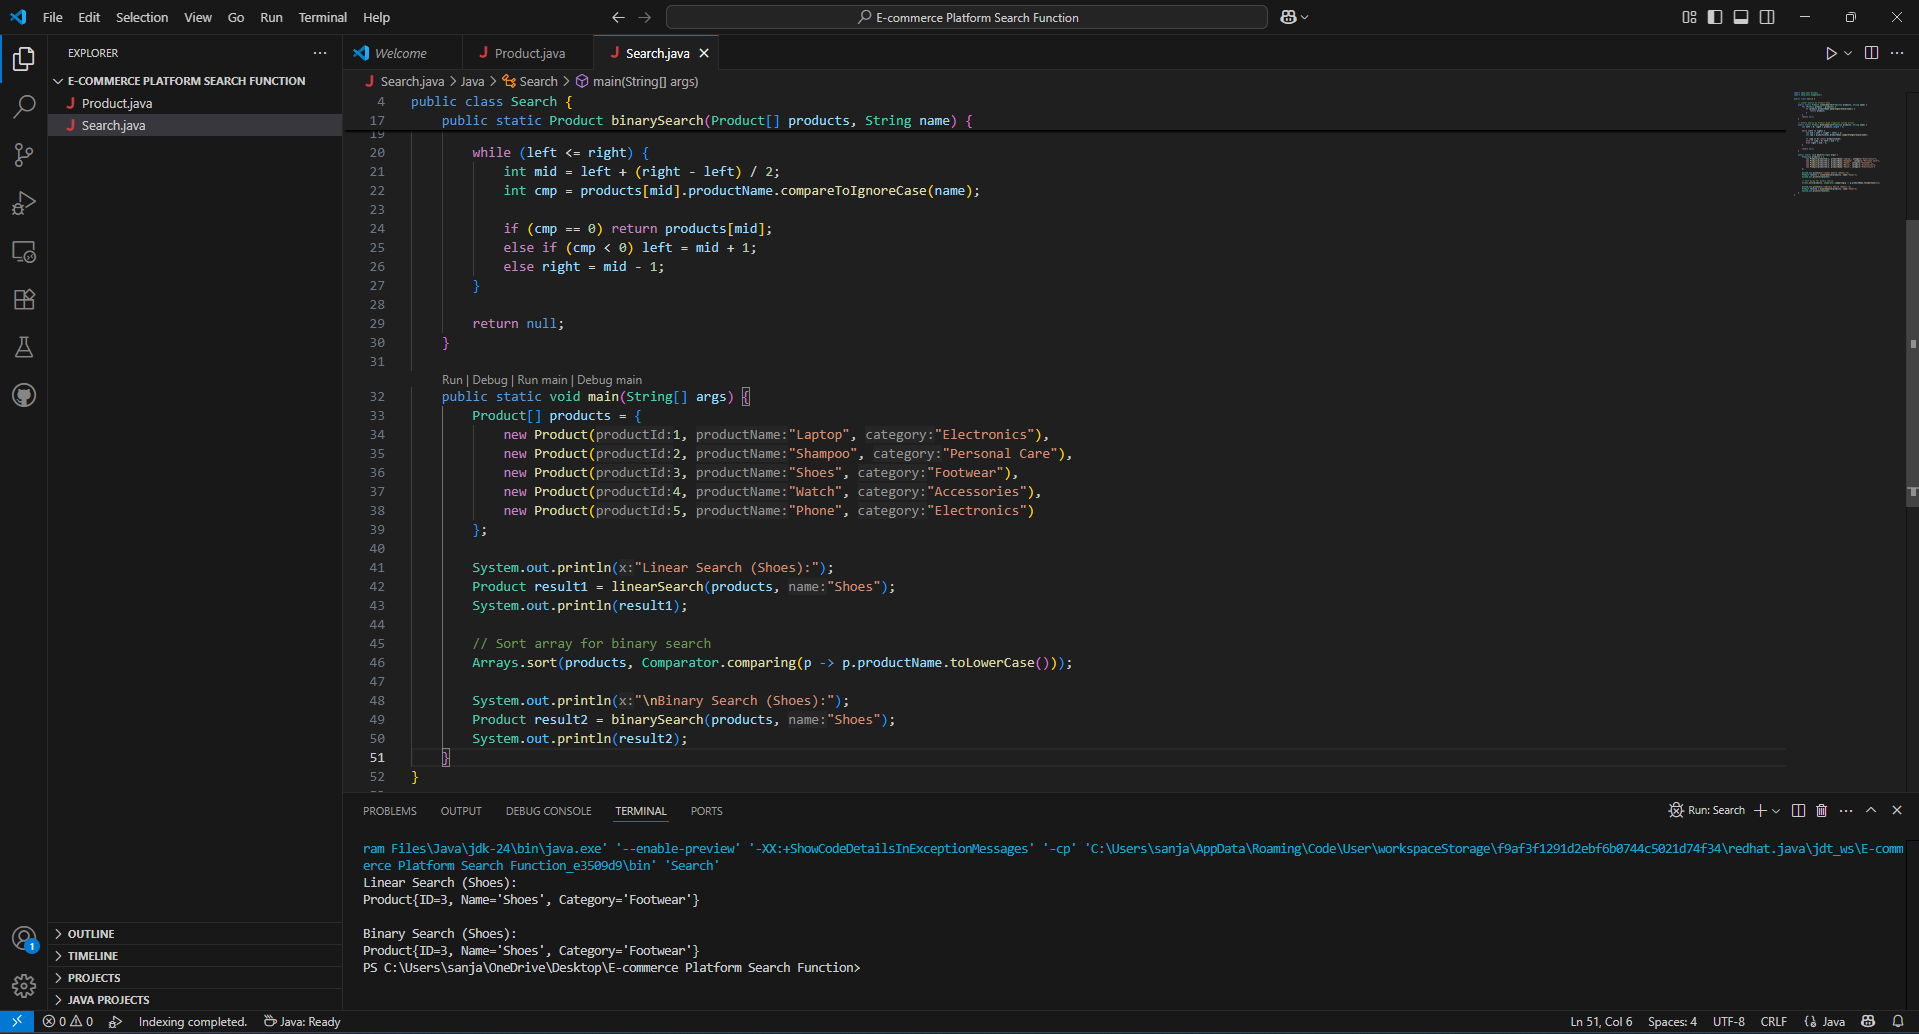 File Edit Selection View Go Run Terminal Help
E-commerce Platform Search Function
EXPLORER
E-COMMERCE PLATFORM SEARCH FUNCTION
Product.java
Search.java
OUTLINE
TIMELINE
PROJECTS
JAVA PROJECTS
Welcome Product.java Search.java
Search.java > Java > Search > main(String[] args)
4 public class Search {
17 public static Product binarySearch(Product[] products, String name) {
19
20 while (left <= right) {
21 int mid = left + (right - left) / 2;
22 int cmp = products[mid].productName.compareToIgnoreCase(name);
23
24 if (cmp == 0) return products[mid];
25 else if (cmp < 0) left = mid + 1;
26 else right = mid - 1;
27 }
28
29 return null;
30 }
31
Run | Debug | Run main | Debug main
32 public static void main(String[] args) {
33 Product[] products = {
34 new Product(productId:1, productName:"Laptop", category:"Electronics"),
35 new Product(productId:2, productName:"Shampoo", category:"Personal Care"),
36 new Product(productId:3, productName:"Shoes", category:"Footwear"),
37 new Product(productId:4, productName:"Watch", category:"Accessories"),
38 new Product(productId:5, productName:"Phone", category:"Electronics")
39 };
40
41 System.out.println(x:"Linear Search (Shoes):");
42 Product result1 = linearSearch(products, name:"Shoes");
43 System.out.println(result1);
44
45 // Sort array for binary search
46 Arrays.sort(products, Comparator.comparing(p -> p.productName.toLowerCase()));
47
48 System.out.println(x:"\nBinary Search (Shoes):");
49 Product result2 = binarySearch(products, name:"Shoes");
50 System.out.println(result2);
51 }
52 }
PROBLEMS OUTPUT DEBUG CONSOLE TERMINAL PORTS
Run: Search
ram Files\Java\jdk-24\bin\java.exe' '--enable-preview' '-XX:+ShowCodeDetailsInExceptionMessages' '-cp' 'C:\Users\sanja\AppData\Roaming\Code\User\workspaceStorage\f9af3f1291d2ebf6b0744c5021d74f34\redhat.java\jdt_ws\E-comm
erce Platform Search Function_e3509d9\bin' 'Search'
Linear Search (Shoes):
Product{ID=3, Name='Shoes', Category='Footwear'}
Binary Search (Shoes):
Product{ID=3, Name='Shoes', Category='Footwear'}
PS C:\Users\sanja\OneDrive\Desktop\E-commerce Platform Search Function>
1
0 0 Indexing completed. Java: Ready
Ln 51, Col 6 Spaces: 4 UTF-8 CRLF {} Java